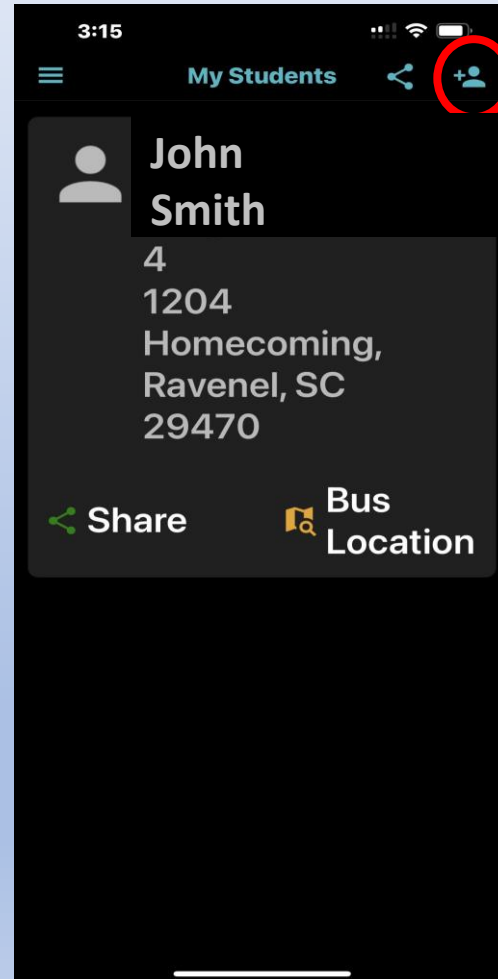 3:15
My Students
John
Smith
4
1204
Homecoming,
Ravenel, SC
29470
Share
Bus
Location